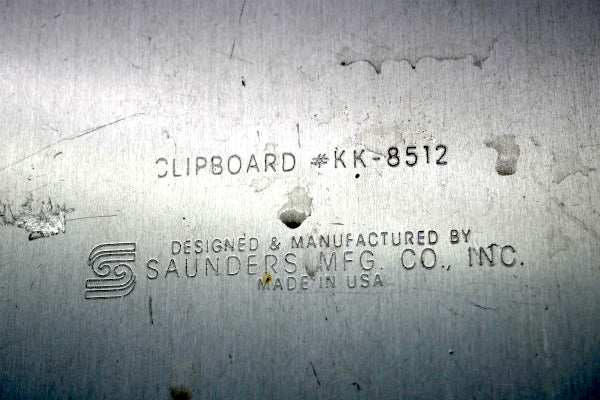 CLIPBOARD #KK-8512
DESIGNED & MANUFACTURED BY
SAUNDERS MFG. CO., INC.
MADE IN USA